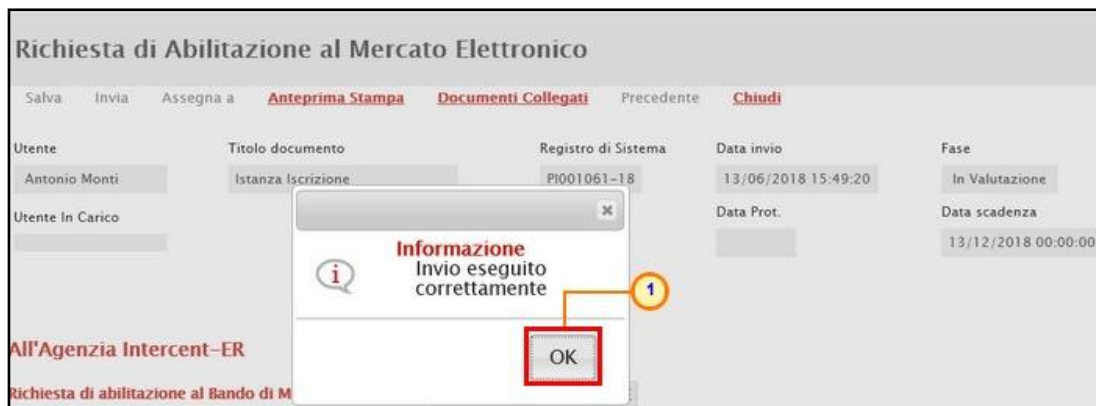 Richiesta di Abilitazione al Mercato Elettronico
Salva Invia Assegna a Anteprima Stampa Documenti Collegati Precedente Chiudi
Utente Titolo documento Registro di Sistema Data invio Fase
Antonio Monti Istanza Iscrizione PI001061-18 13/06/2018 15:49:20 In Valutazione
Utente In Carico Data Prot. Data scadenza
13/12/2018 00:00:00
Informazione
Invio eseguito
correttamente
1
OK
All'Agenzia Intercent-ER
Richiesta di abilitazione al Bando di M